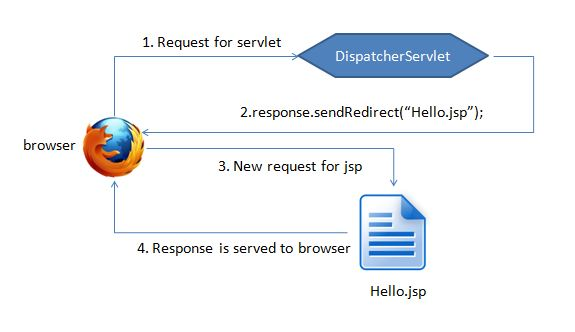 1. Request for servlet
DispatcherServlet
2.response.sendRedirect(“Hello.jsp”);
browser
3. New request for jsp
4. Response is served to browser
Hello.jsp